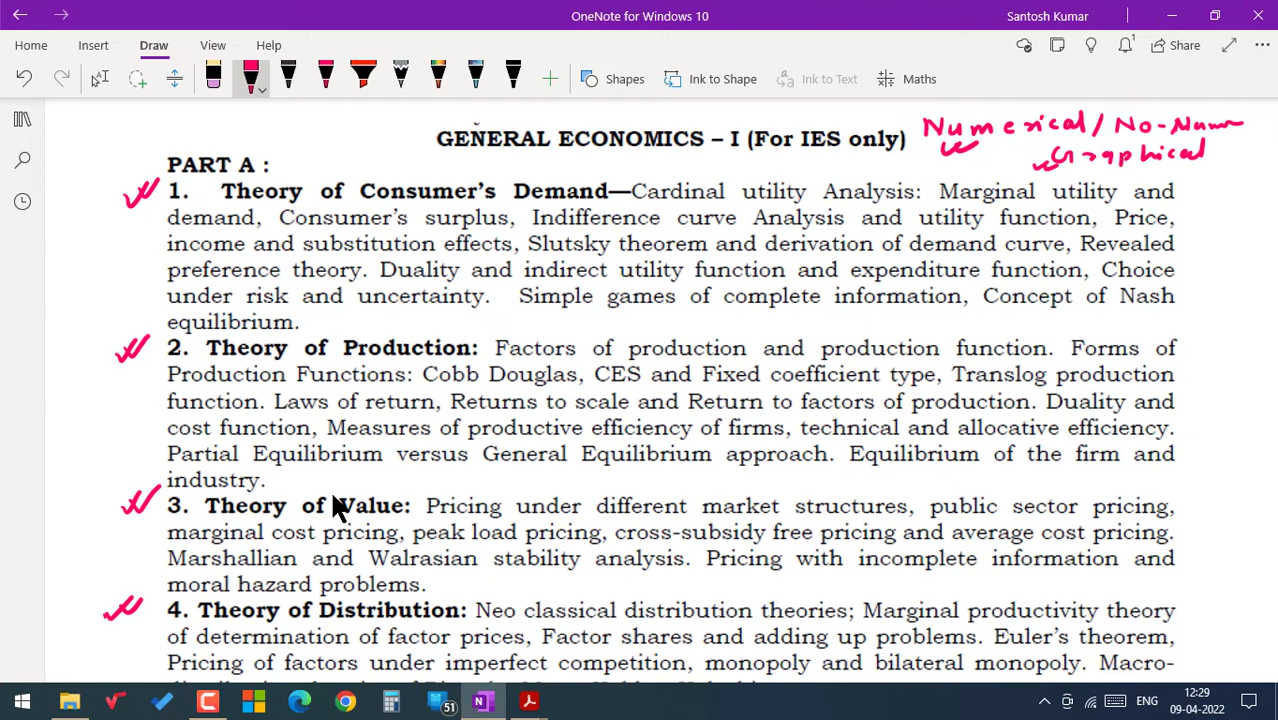 OneNote for Windows 10
Santosh Kumar
Home Insert Draw View Help
Share
Shapes Ink to Shape Ink to Text Maths
GENERAL ECONOMICS – I (For IES only)
Numerical / No-Num
Graphical
PART A :
1. Theory of Consumer's Demand—Cardinal utility Analysis: Marginal utility and
demand, Consumer's surplus, Indifference curve Analysis and utility function, Price,
income and substitution effects, Slutsky theorem and derivation of demand curve, Revealed
preference theory. Duality and indirect utility function and expenditure function, Choice
under risk and uncertainty. Simple games of complete information, Concept of Nash
equilibrium.
2. Theory of Production: Factors of production and production function. Forms of
Production Functions: Cobb Douglas, CES and Fixed coefficient type, Translog production
function. Laws of return, Returns to scale and Return to factors of production. Duality and
cost function, Measures of productive efficiency of firms, technical and allocative efficiency.
Partial Equilibrium versus General Equilibrium approach. Equilibrium of the firm and
industry.
3. Theory of Value: Pricing under different market structures, public sector pricing,
marginal cost pricing, peak load pricing, cross-subsidy free pricing and average cost pricing.
Marshallian and Walrasian stability analysis. Pricing with incomplete information and
moral hazard problems.
4. Theory of Distribution: Neo classical distribution theories; Marginal productivity theory
of determination of factor prices, Factor shares and adding up problems. Euler's theorem,
Pricing of factors under imperfect competition, monopoly and bilateral monopoly. Macro-
51
ENG
12:29
09-04-2022